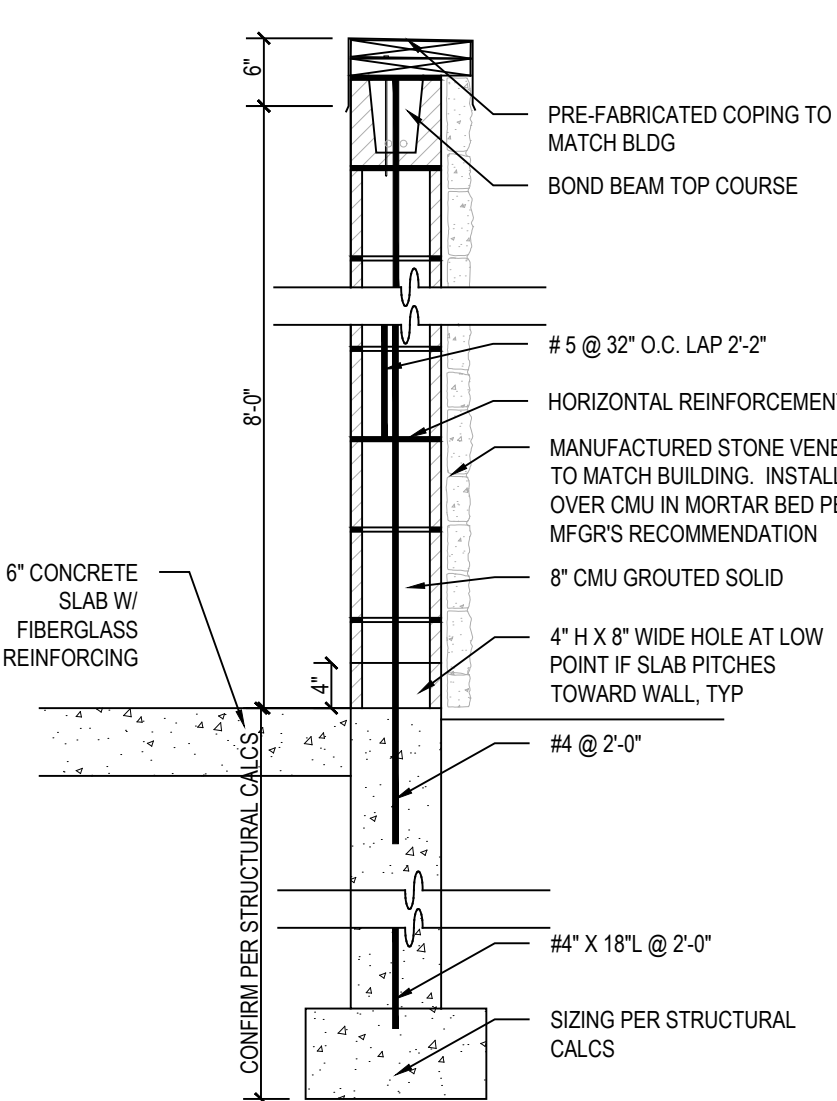 6"
PRE-FABRICATED COPING TO
MATCH BLDG
BOND BEAM TOP COURSE
# 5 @ 32" O.C. LAP 2'-2"
8'-0"
HORIZONTAL REINFORCEMENT
MANUFACTURED STONE VENE
TO MATCH BUILDING. INSTALL
OVER CMU IN MORTAR BED PE
MFGR'S RECOMMENDATION
6" CONCRETE
SLAB W/
FIBERGLASS
REINFORCING
8" CMU GROUTED SOLID
4" H X 8" WIDE HOLE AT LOW
POINT IF SLAB PITCHES
TOWARD WALL, TYP
4"
#4 @ 2'-0"
CONFIRM PER STRUCTURAL CALCS
#4" X 18"L @ 2'-0"
SIZING PER STRUCTURAL
CALCS